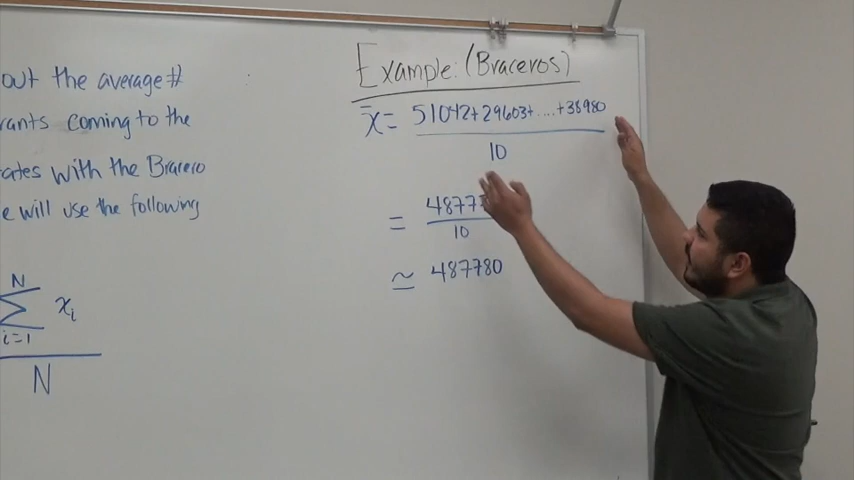 out the average #
rants coming to the
ates with the Bracero
e will use the following
N
∑ xᵢ
i=1
N
Example: (Braceros)
x̄ = 51042+29603+....+38980
10
= 4877
10
≃ 487780